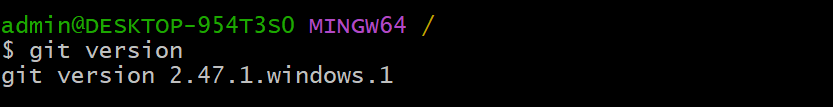 admin@DESKTOP-954T3SO MINGW64 /
$ git version
git version 2.47.1.windows.1